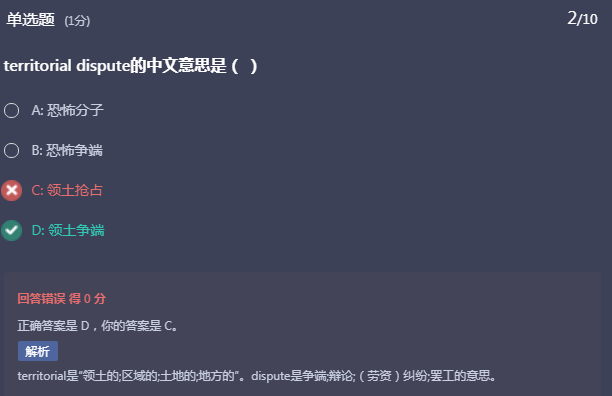 单选题 (1分) 2/10
territorial dispute的中文意思是 ( )
A: 恐怖分子
B: 恐怖争端
C: 领土抢占
D: 领土争端
回答错误 得 0 分
正确答案是 D，你的答案是 C。
解析
territorial是“领土的;区域的;土地的;地方的”。dispute是争端;辩论;（劳资）纠纷;罢工的意思。